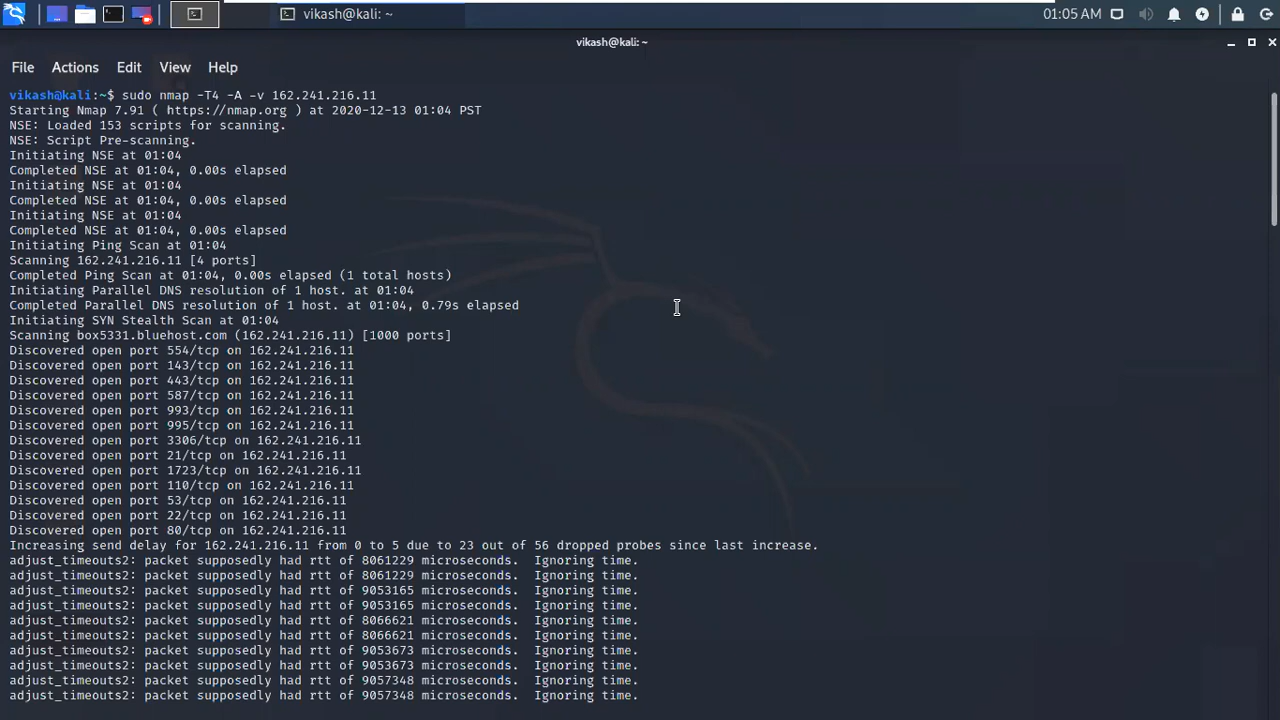 vikash@kali: ~
01:05 AM
vikash@kali: ~
File Actions Edit View Help
vikash@kali:~$ sudo nmap -T4 -A -v 162.241.216.11
Starting Nmap 7.91 ( https://nmap.org ) at 2020-12-13 01:04 PST
NSE: Loaded 153 scripts for scanning.
NSE: Script Pre-scanning.
Initiating NSE at 01:04
Completed NSE at 01:04, 0.00s elapsed
Initiating NSE at 01:04
Completed NSE at 01:04, 0.00s elapsed
Initiating NSE at 01:04
Completed NSE at 01:04, 0.00s elapsed
Initiating Ping Scan at 01:04
Scanning 162.241.216.11 [4 ports]
Completed Ping Scan at 01:04, 0.00s elapsed (1 total hosts)
Initiating Parallel DNS resolution of 1 host. at 01:04
Completed Parallel DNS resolution of 1 host. at 01:04, 0.79s elapsed
Initiating SYN Stealth Scan at 01:04
Scanning box5331.bluehost.com (162.241.216.11) [1000 ports]
Discovered open port 554/tcp on 162.241.216.11
Discovered open port 143/tcp on 162.241.216.11
Discovered open port 443/tcp on 162.241.216.11
Discovered open port 587/tcp on 162.241.216.11
Discovered open port 993/tcp on 162.241.216.11
Discovered open port 995/tcp on 162.241.216.11
Discovered open port 3306/tcp on 162.241.216.11
Discovered open port 21/tcp on 162.241.216.11
Discovered open port 1723/tcp on 162.241.216.11
Discovered open port 110/tcp on 162.241.216.11
Discovered open port 53/tcp on 162.241.216.11
Discovered open port 22/tcp on 162.241.216.11
Discovered open port 80/tcp on 162.241.216.11
Increasing send delay for 162.241.216.11 from 0 to 5 due to 23 out of 56 dropped probes since last increase.
adjust_timeouts2: packet supposedly had rtt of 8061229 microseconds.  Ignoring time.
adjust_timeouts2: packet supposedly had rtt of 8061229 microseconds.  Ignoring time.
adjust_timeouts2: packet supposedly had rtt of 9053165 microseconds.  Ignoring time.
adjust_timeouts2: packet supposedly had rtt of 9053165 microseconds.  Ignoring time.
adjust_timeouts2: packet supposedly had rtt of 8066621 microseconds.  Ignoring time.
adjust_timeouts2: packet supposedly had rtt of 8066621 microseconds.  Ignoring time.
adjust_timeouts2: packet supposedly had rtt of 9053673 microseconds.  Ignoring time.
adjust_timeouts2: packet supposedly had rtt of 9053673 microseconds.  Ignoring time.
adjust_timeouts2: packet supposedly had rtt of 9057348 microseconds.  Ignoring time.
adjust_timeouts2: packet supposedly had rtt of 9057348 microseconds.  Ignoring time.